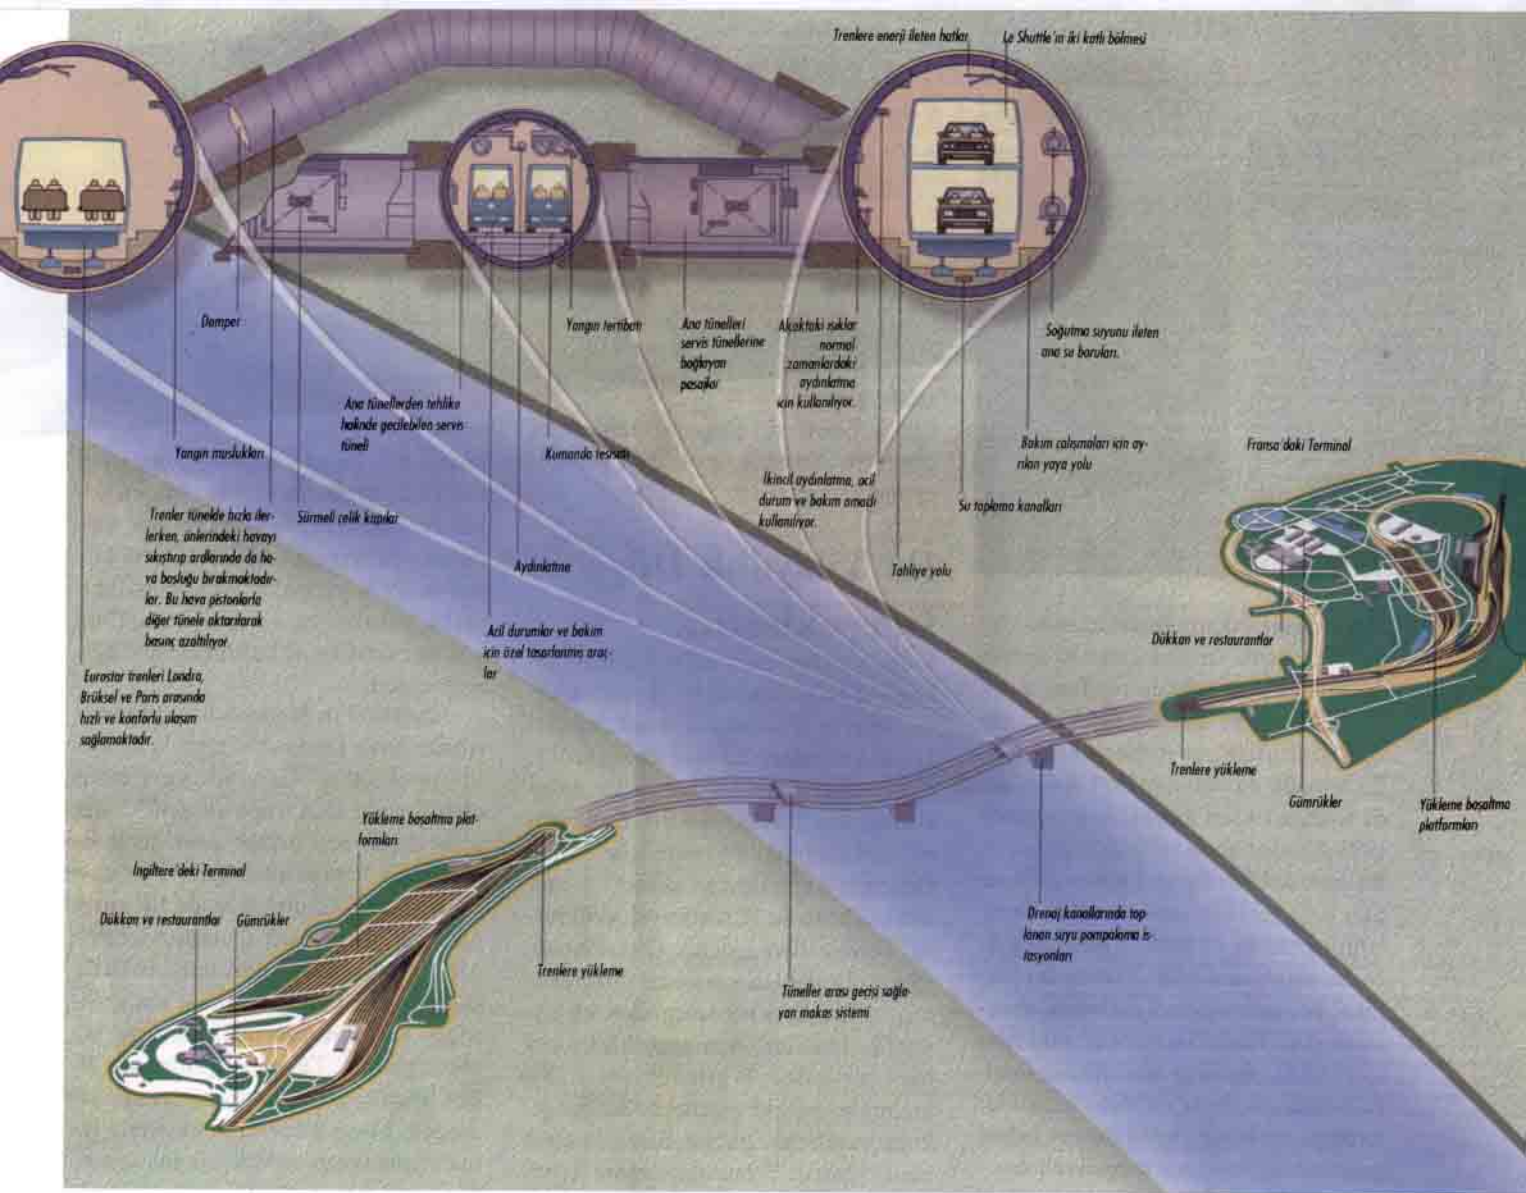 Trenlere enerji ileten hatlar
Le Shuttle'ın iki katlı bölmesi
Damper
Yangın tertibatı
Ana tünelleri
servis tünellerine
bağlayan
pasajlar
Alçaktaki ışıklar
normal
zamanlardaki
aydınlatma
için kullanılıyor.
Soğutma suyunu ileten
ana su boruları.
Ana tünellerden tehlike
halinde geçilebilen servis
tüneli
Yangın muslukları
Kumanda tesisatı
Bakım çalışmaları için ay-
rılan yaya yolu
Fransa'daki Terminal
İkincil aydınlatma, acil
durum ve bakım amaçlı
kullanılıyor.
Su toplama kanalları
Trenler tünelde hızla iler-
lerken, önlerindeki havayı
sıkıştırıp ardlarında da ha-
va boşluğu bırakmaktadır-
lar. Bu hava pistonlarla
diğer tünele aktarılarak
basınç azaltılıyor
Sürmeli çelik kapılar
Aydınlatma
Tahliye yolu
Acil durumlar ve bakım
için özel tasarlanmış araç-
lar
Dükkan ve restaurantlar
Eurostar trenleri Londra,
Brüksel ve Paris arasında
hızlı ve konforlu ulaşım
sağlamaktadır.
Trenlere yükleme
Gümrükler
Yükleme boşaltma
platformları
Yükleme boşaltma plat-
formları
İngiltere'deki Terminal
Dükkan ve restaurantlar
Gümrükler
Trenlere yükleme
Drenaj kanallarında top-
lanan suyu pompalama is-
tasyonları
Tüneller arası geçişi sağla-
yan makas sistemi